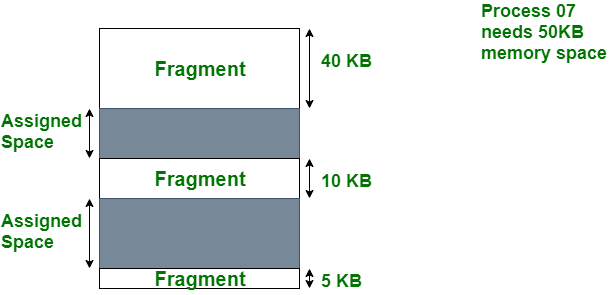 Process 07
needs 50KB
memory space
Fragment
40 KB
Assigned
Space
Fragment
10 KB
Assigned
Space
Fragment
5 KB